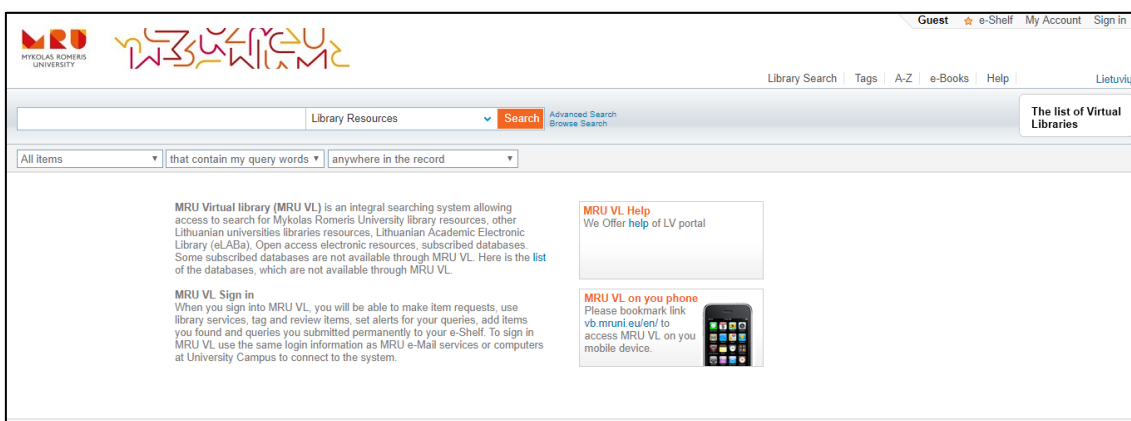 Guest e-Shelf My Account Sign in
MRU
MYKOLAS ROMERIS
UNIVERSITY
Library Search Tags A-Z e-Books Help Lietuvių
Library Resources Search Advanced Search
Browse Search
The list of Virtual
Libraries
All items that contain my query words anywhere in the record
MRU Virtual library (MRU VL) is an integral searching system allowing
access to search for Mykolas Romeris University library resources, other
Lithuanian universities libraries resources, Lithuanian Academic Electronic
Library (eLABa), Open access electronic resources, subscribed databases.
Some subscribed databases are not available through MRU VL. Here is the list
of the databases, which are not available through MRU VL.
MRU VL Sign in
When you sign into MRU VL, you will be able to make item requests, use
library services, tag and review items, set alerts for your queries, add items
you found and queries you submitted permanently to your e-Shelf. To sign in
MRU VL use the same login information as MRU e-Mail services or computers
at University Campus to connect to the system.
MRU VL Help
We Offer help of LV portal
MRU VL on you phone
Please bookmark link
vb.mruni.eu/en/ to
access MRU VL on you
mobile device.